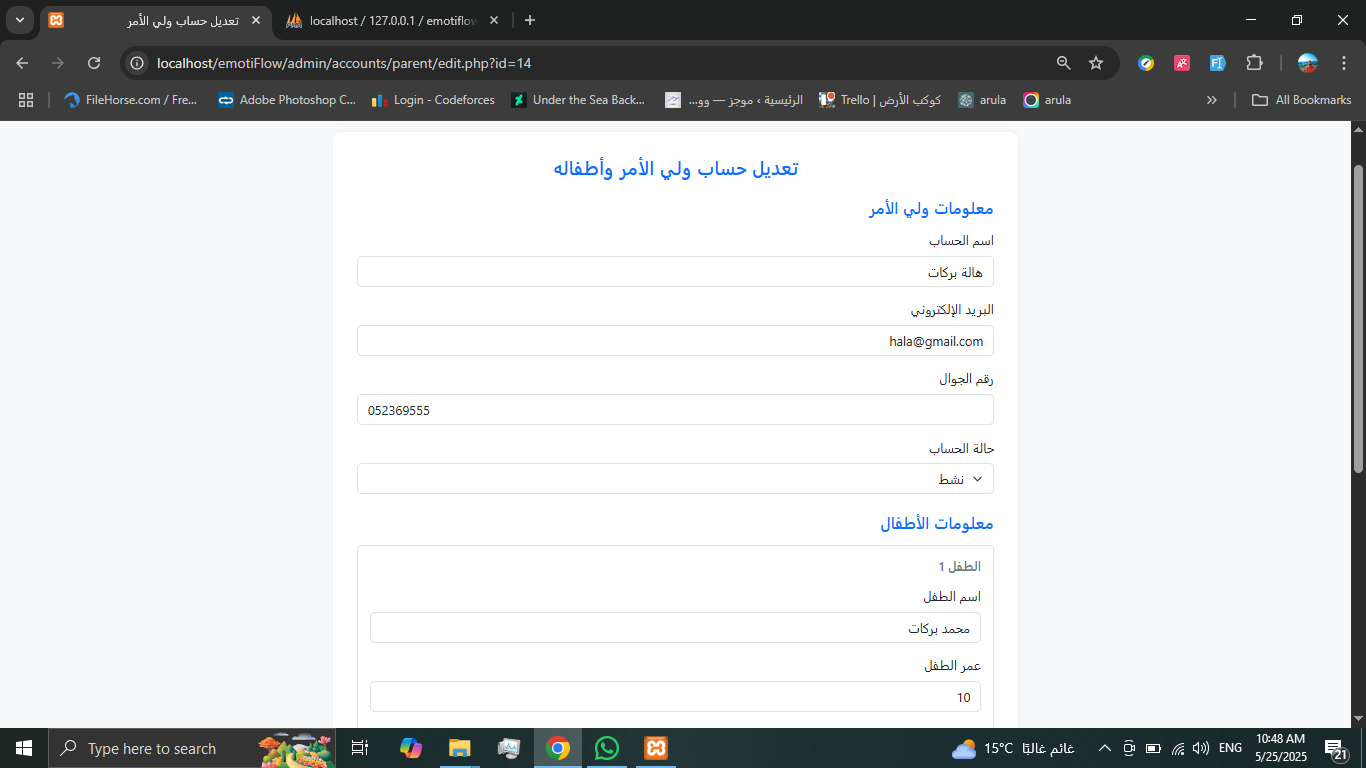 تعديل حساب ولي الأمر
localhost / 127.0.0.1 / emotiflow
localhost/emotiFlow/admin/accounts/parent/edit.php?id=14
FileHorse.com / Fre...
Adobe Photoshop C...
Login - Codeforces
Under the Sea Back...
الرئيسية › موجز — وو...
كوكب الأرض | Trello
arula
arula
All Bookmarks
تعديل حساب ولي الأمر وأطفاله
معلومات ولي الأمر
اسم الحساب
هالة بركات
البريد الإلكتروني
hala@gmail.com
رقم الجوال
052369555
حالة الحساب
نشط
معلومات الأطفال
الطفل 1
اسم الطفل
محمد بركات
عمر الطفل
10
Type here to search
15°C غائم غالبًا
ENG
10:48 AM
5/25/2025
21